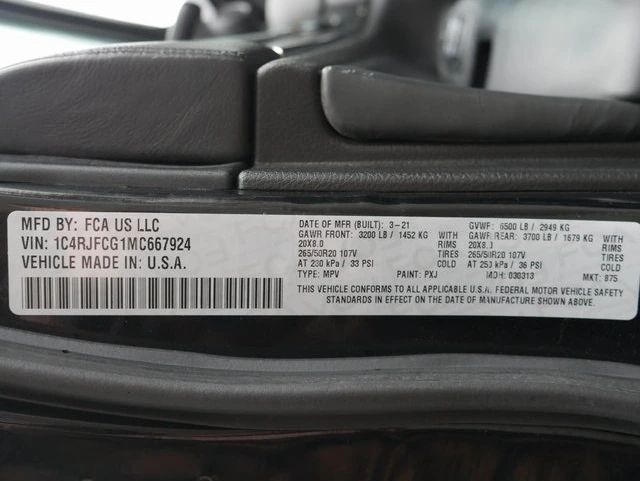 MFD BY: FCA US LLC
VIN: 1C4RJFCG1MC667924
VEHICLE MADE IN: U.S.A.
DATE OF MFR (BUILT): 3-21 GVWR: 6500 LB / 2949 KG
GAWR FRONT: 3200 LB / 1452 KG WITH GAWR REAR: 3700 LB / 1679 KG WITH
20X8.0 RIMS 20X8.0 RIMS
265/50R20 107V TIRES 265/50R20 107V TIRES
AT 230 kPa / 33 PSI COLD AT 250 kPa / 36 PSI COLD
TYPE: MPV PAINT: PXJ MDH: 030313 MKT: 875
THIS VEHICLE CONFORMS TO ALL APPLICABLE U.S.A. FEDERAL MOTOR VEHICLE SAFETY
STANDARDS IN EFFECT ON THE DATE OF MANUFACTURE SHOWN ABOVE.